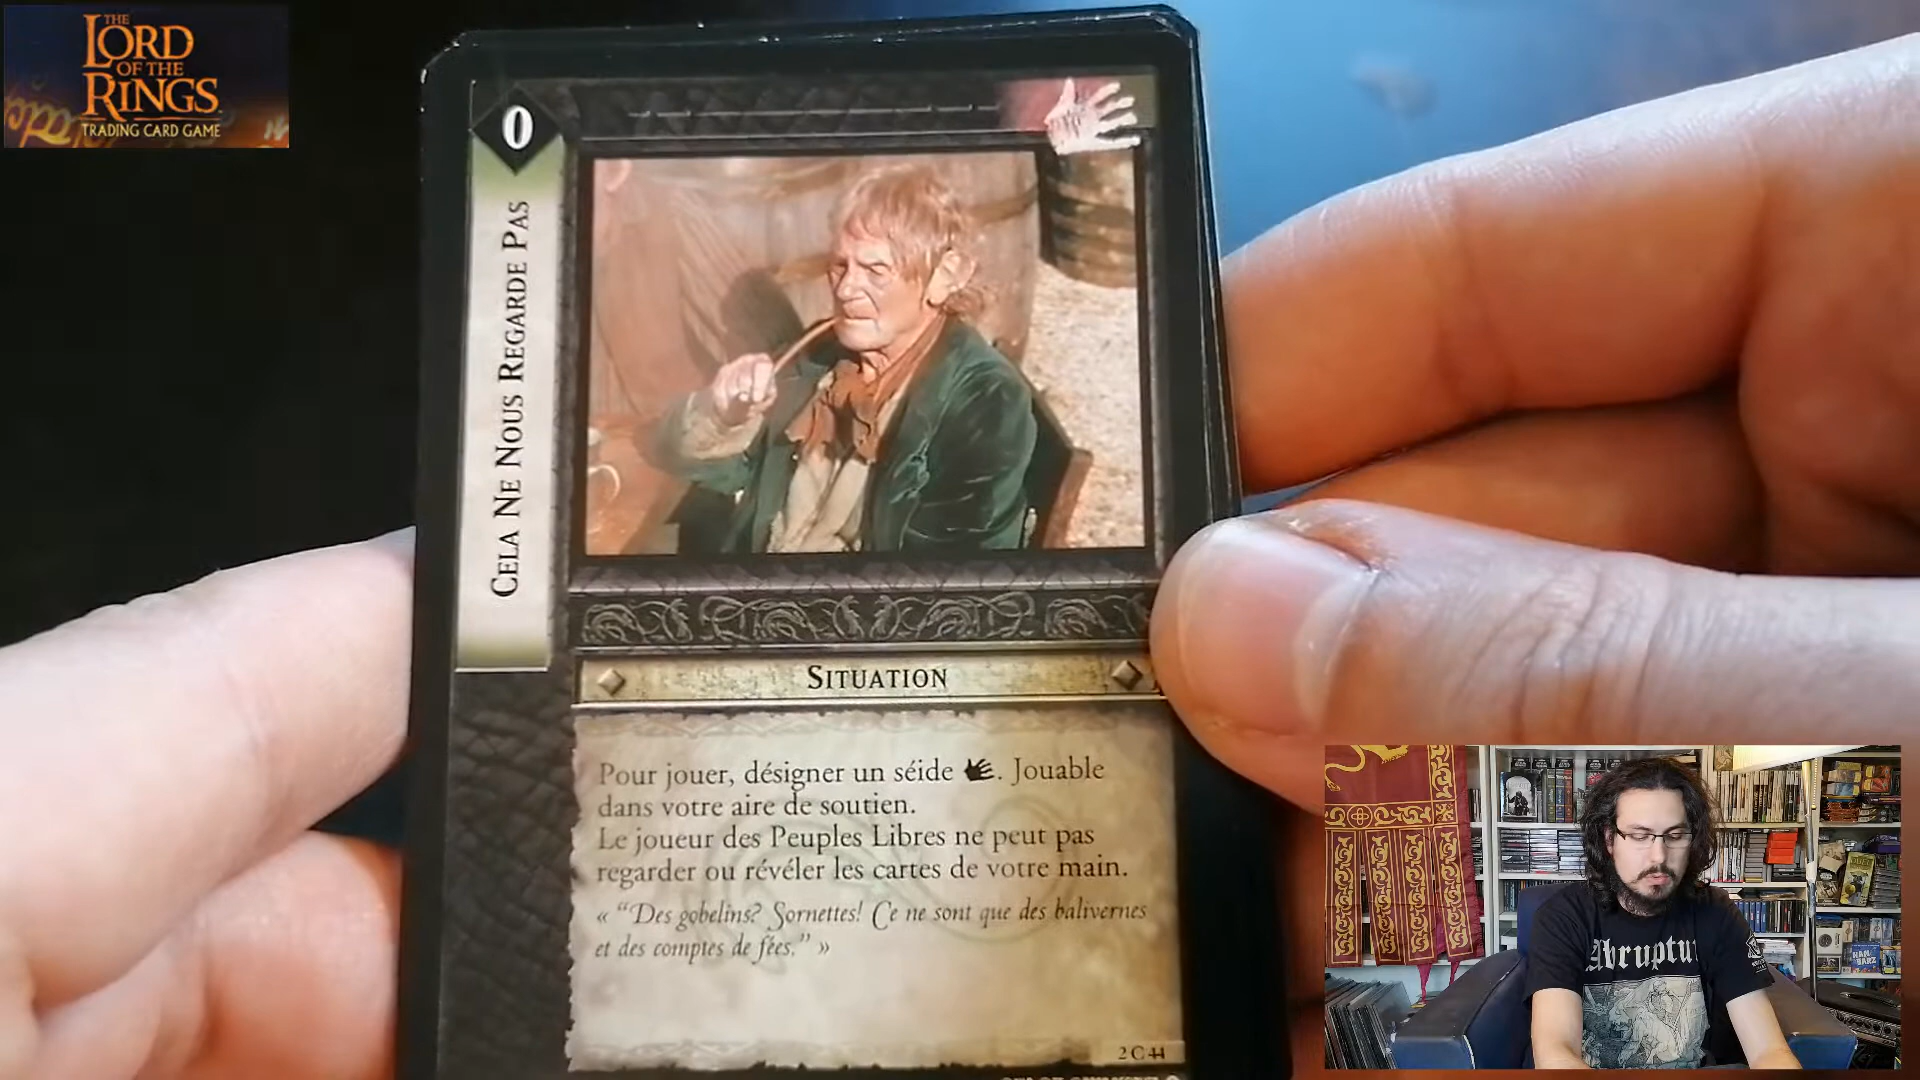 THE
LORD
OF THE
RINGS
TRADING CARD GAME
0
CELA NE NOUS REGARDE PAS
SITUATION
Pour jouer, désigner un séide . Jouable
dans votre aire de soutien.
Le joueur des Peuples Libres ne peut pas
regarder ou révéler les cartes de votre main.
« “Des gobelins? Sornettes! Ce ne sont que des balivernes
et des comptes de fées.” »
2 C 44
Abruptu